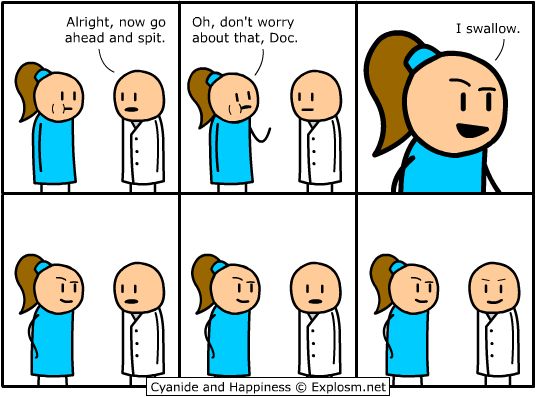 Alright, now go
ahead and spit.
Oh, don't worry
about that, Doc.
I swallow.
Cyanide and Happiness © Explosm.net